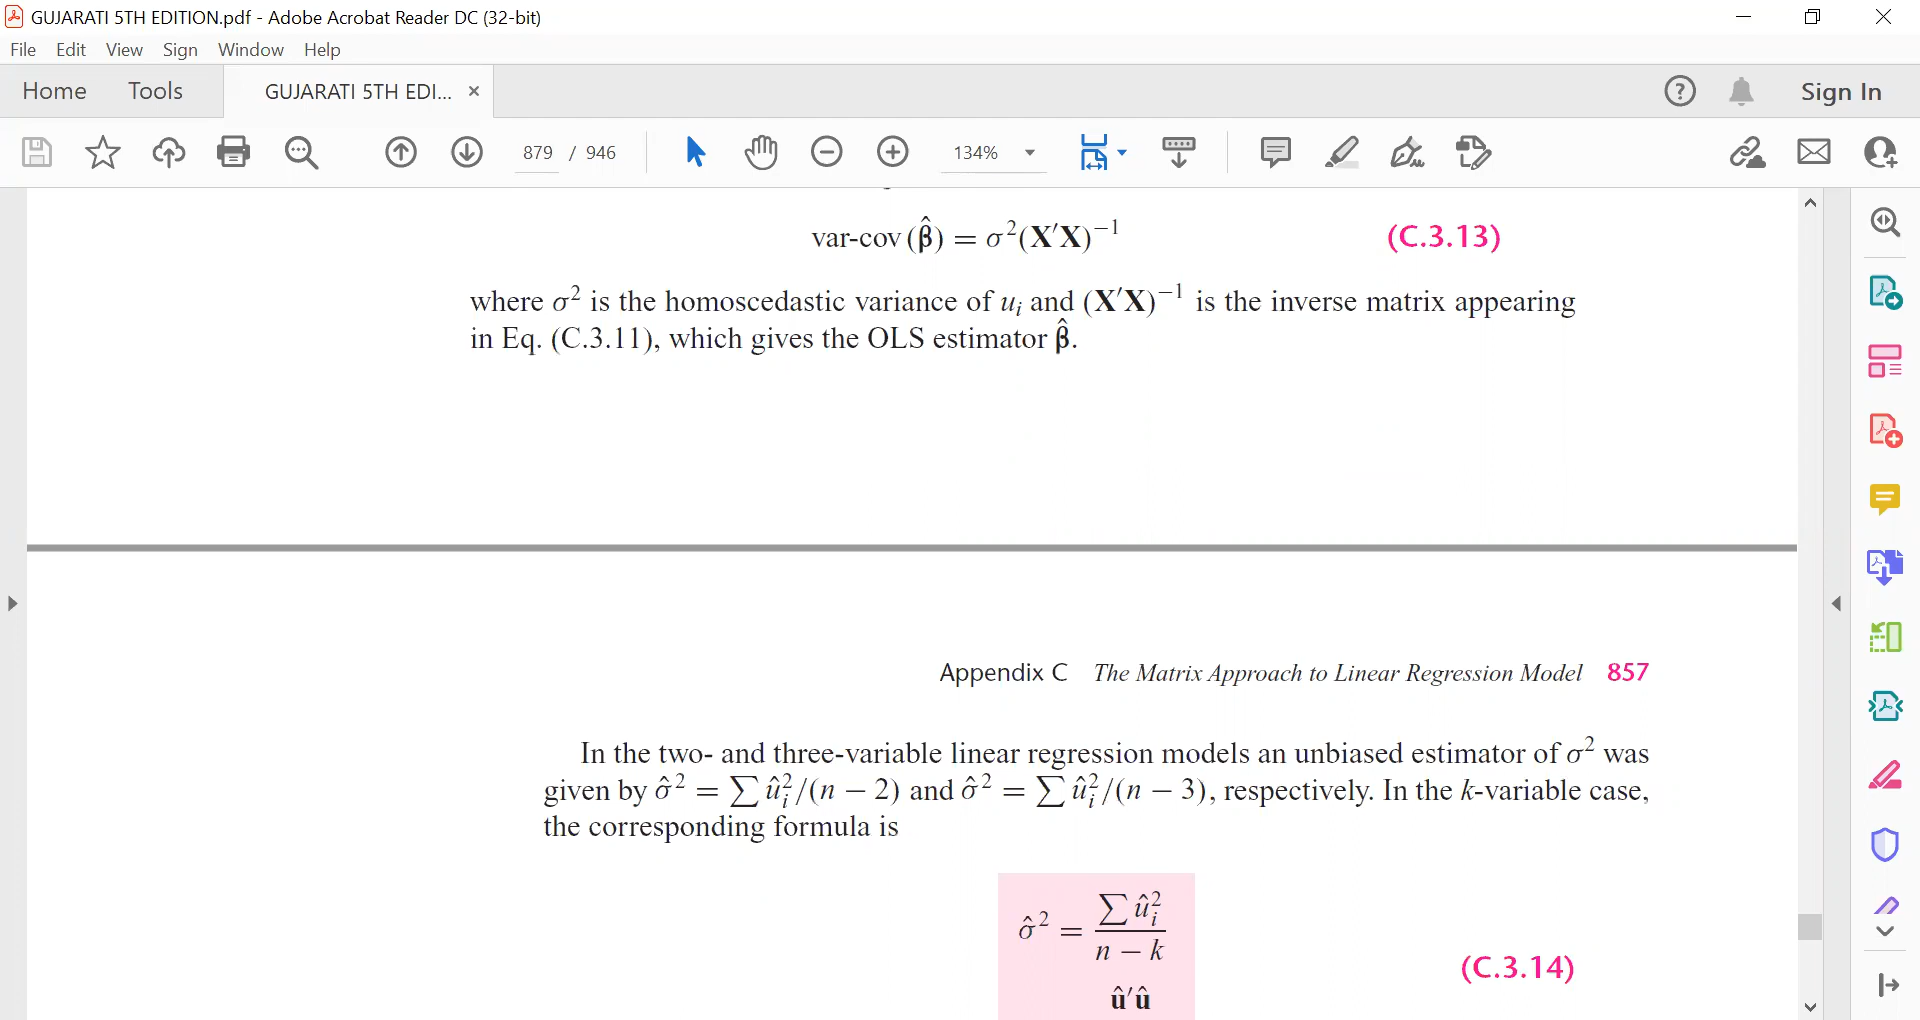 GUJARATI 5TH EDITION.pdf - Adobe Acrobat Reader DC (32-bit)
File Edit View Sign Window Help
Home Tools GUJARATI 5TH EDI... × Sign In
879 / 946 134%
var-cov (β̂) = σ²(X′X)⁻¹ (C.3.13)
where σ² is the homoscedastic variance of uᵢ and (X′X)⁻¹ is the inverse matrix appearing
in Eq. (C.3.11), which gives the OLS estimator β̂.
Appendix C The Matrix Approach to Linear Regression Model 857
In the two- and three-variable linear regression models an unbiased estimator of σ² was
given by σ̂² = ∑ûᵢ²/(n − 2) and σ̂² = ∑ûᵢ²/(n − 3), respectively. In the k-variable case,
the corresponding formula is
σ̂² = ∑ûᵢ²
n − k
(C.3.14)
û′û